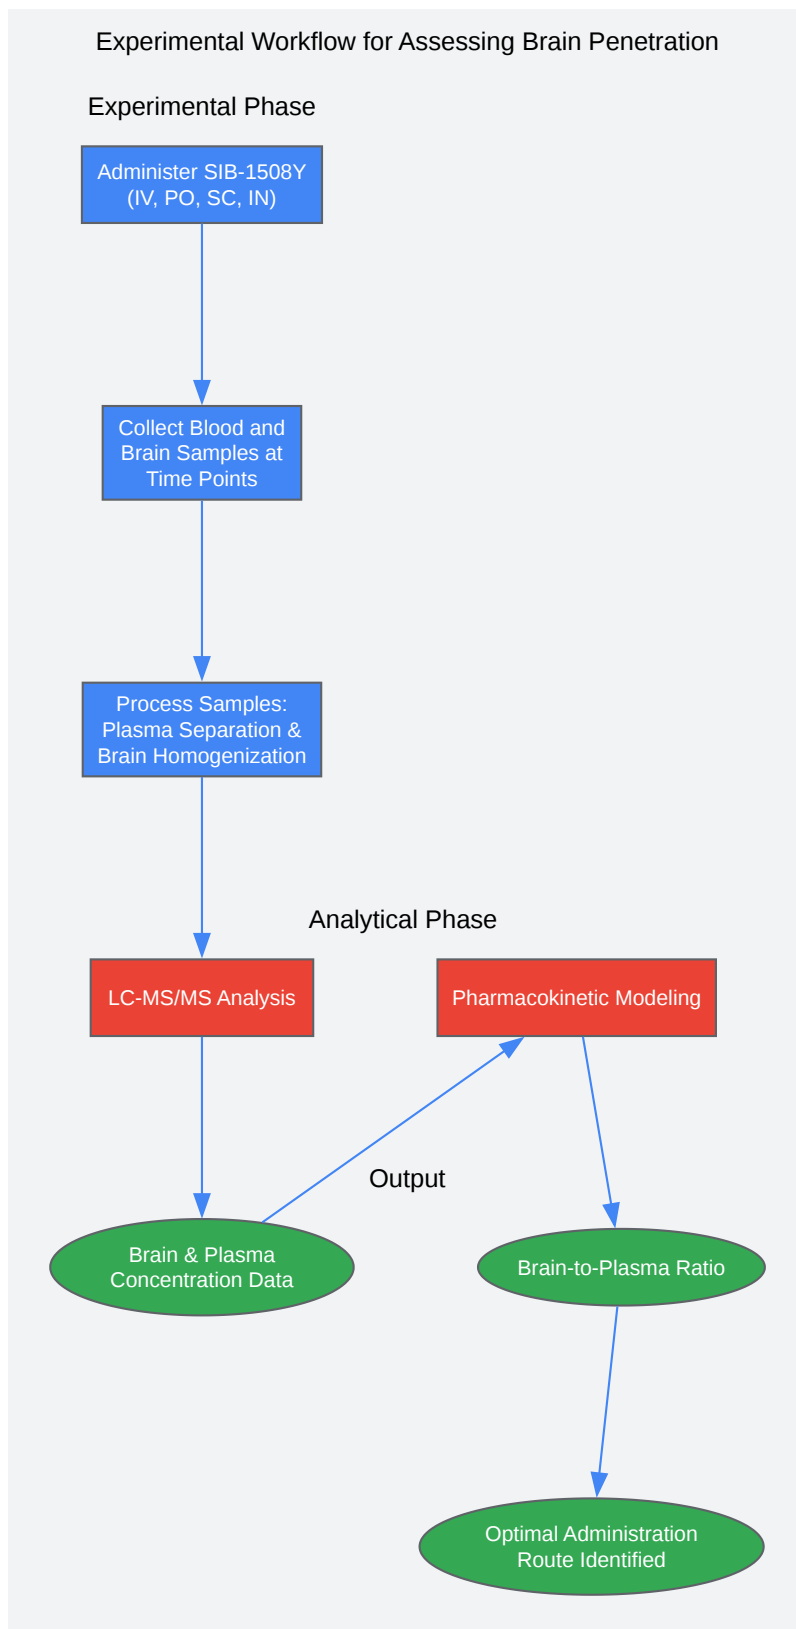 Experimental Workflow for Assessing Brain Penetration
Experimental Phase
Administer SIB-1508Y
(IV, PO, SC, IN)
Collect Blood and
Brain Samples at
Time Points
Process Samples:
Plasma Separation &
Brain Homogenization
Analytical Phase
LC-MS/MS Analysis
Pharmacokinetic Modeling
Output
Brain & Plasma
Concentration Data
Brain-to-Plasma Ratio
Optimal Administration
Route Identified